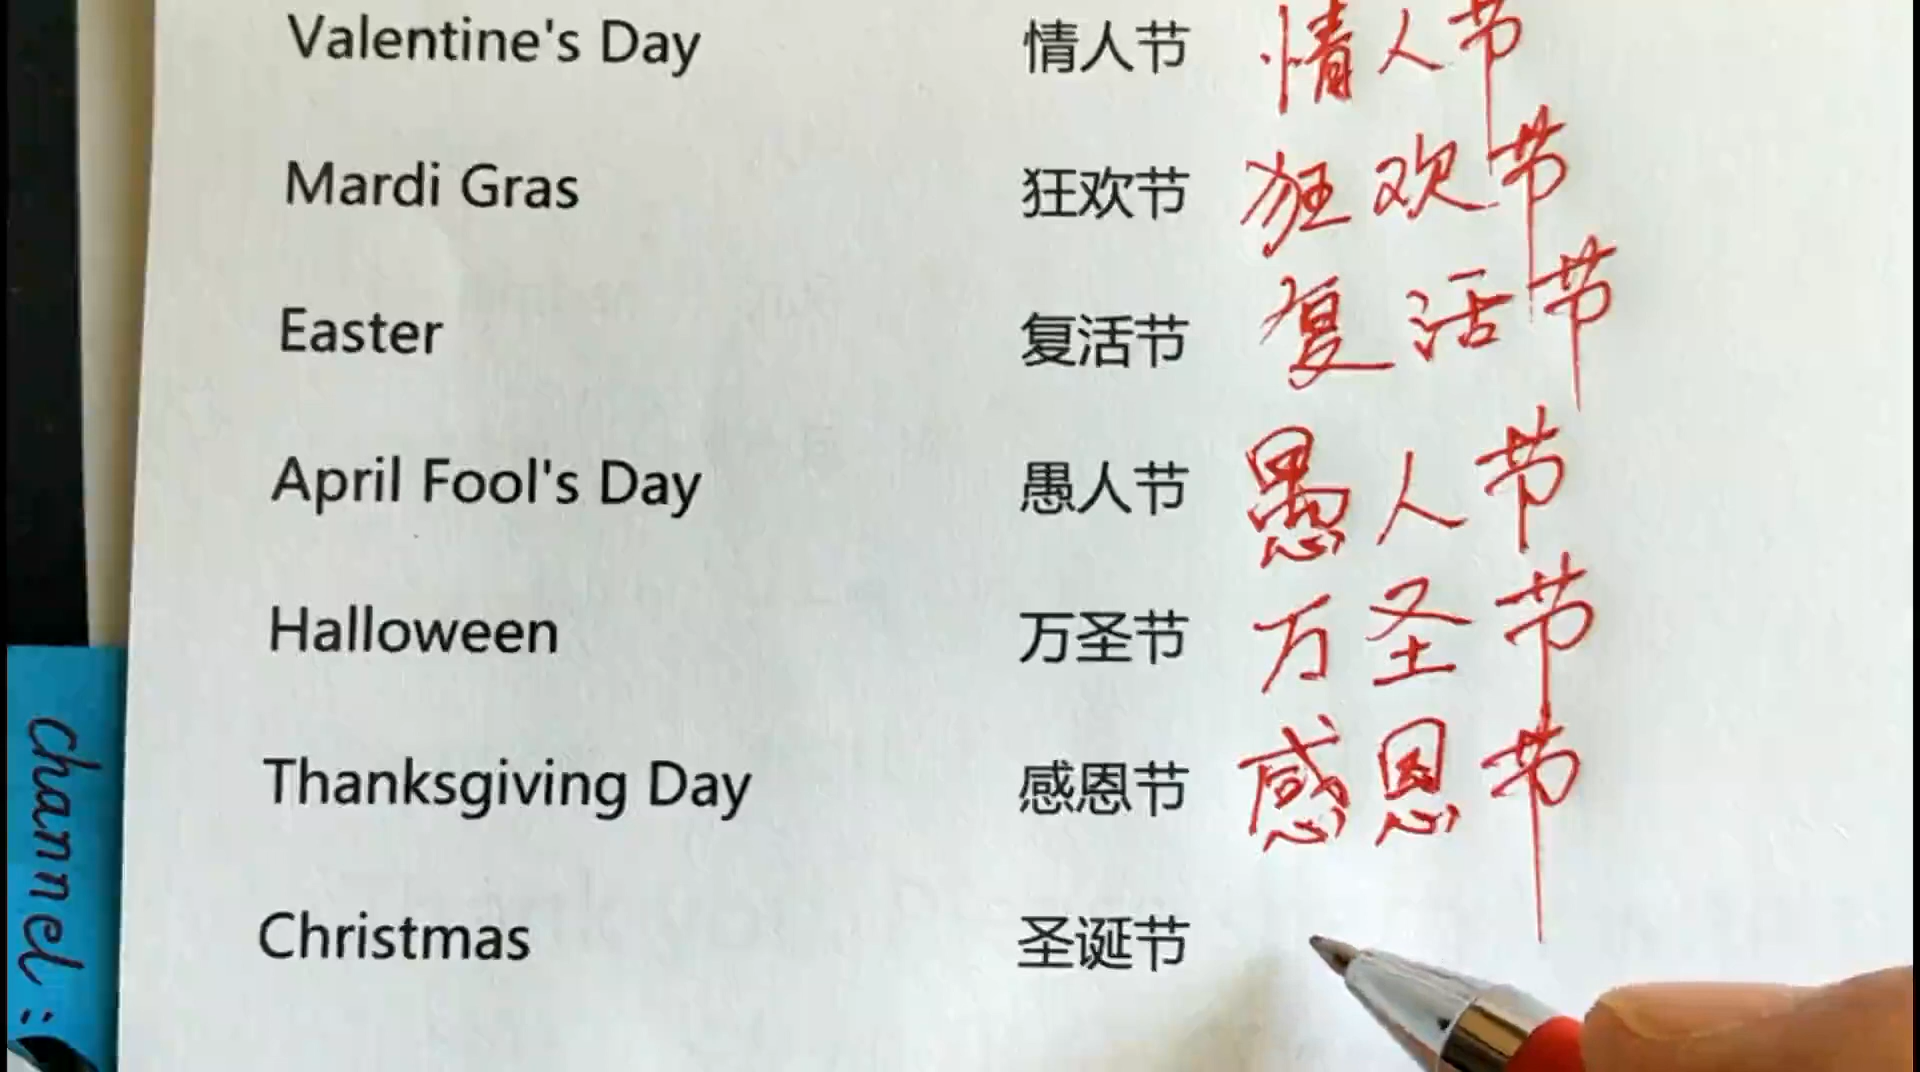 Valentine's Day 情人节 情人节
Mardi Gras 狂欢节 狂欢节
Easter 复活节 复活节
April Fool's Day 愚人节 愚人节
Halloween 万圣节 万圣节
Thanksgiving Day 感恩节 感恩节
Christmas 圣诞节
channel: